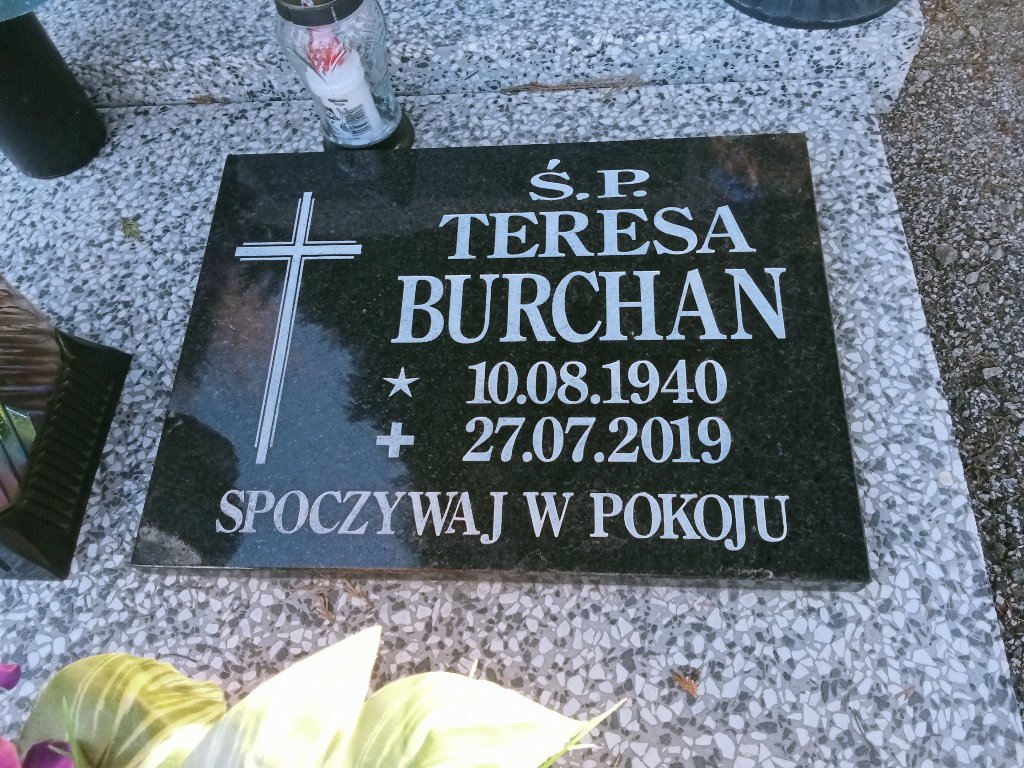 Ś.P.
TERESA
BURCHAN
10.08.1940
27.07.2019
SPOCZYWAJ W POKOJU